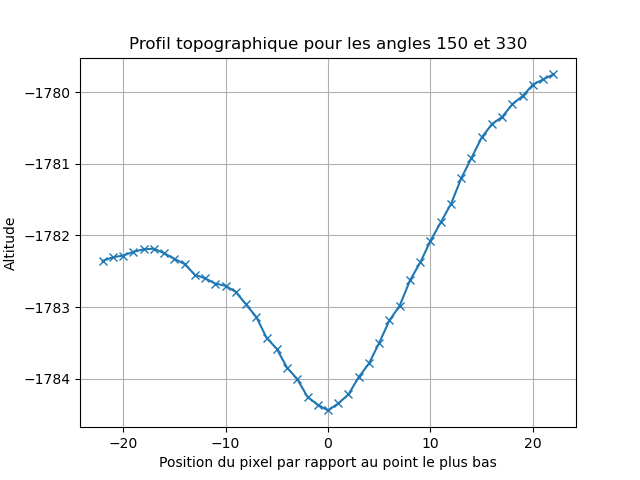 Profil topographique pour les angles 150 et 330
−1780
−1781
−1782
−1783
−1784
Altitude
−20 −10 0 10 20
Position du pixel par rapport au point le plus bas